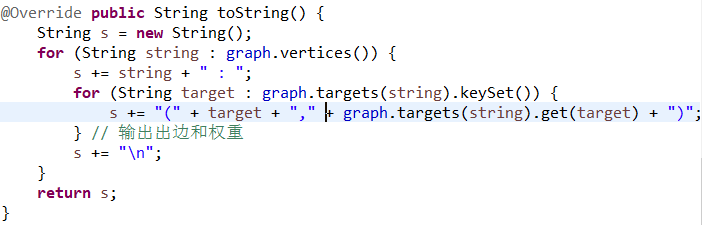 @Override public String toString() {
    String s = new String();
    for (String string : graph.vertices()) {
        s += string + " : ";
        for (String target : graph.targets(string).keySet()) {
            s += "(" + target + "," + graph.targets(string).get(target) + ")";
        } // 输出出边和权重
        s += "\n";
    }
    return s;
}